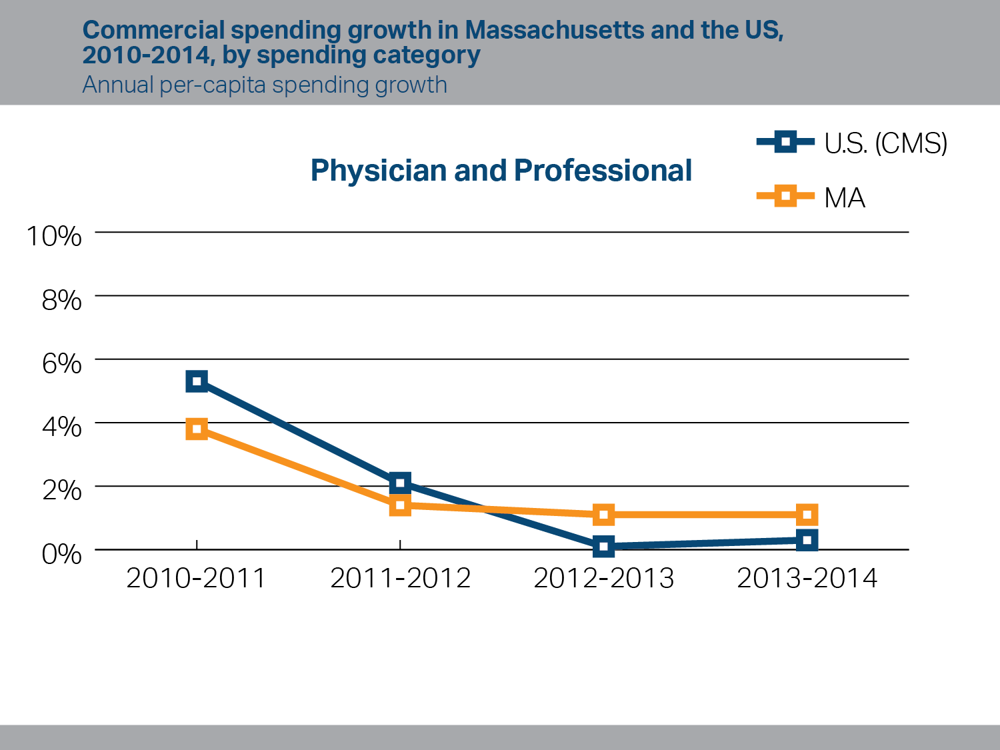 Commercial spending growth in Massachusetts and the US,
2010-2014, by spending category
Annual per-capita spending growth
U.S. (CMS)
Physician and Professional
MA
10%
8%
6%
4%
2%
0%
2010-2011 2011-2012 2012-2013 2013-2014